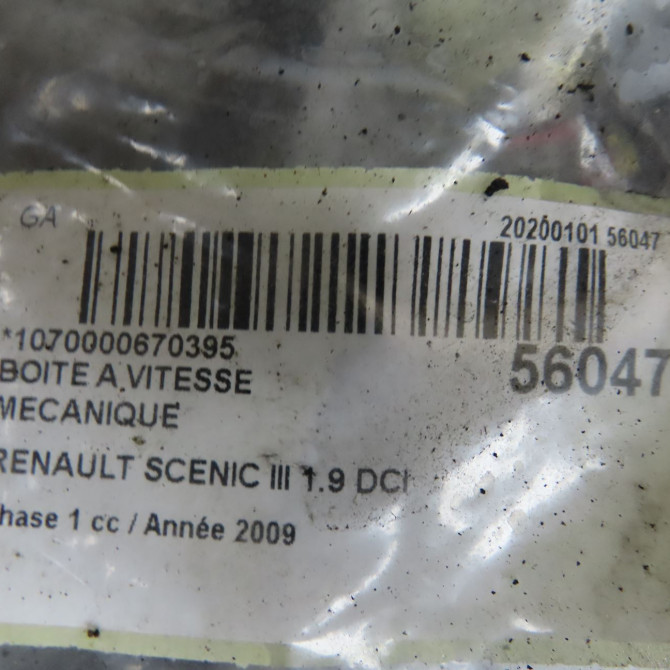 GA
20200101 56047
*1070000670395
56047
BOITE A VITESSE
MECANIQUE
RENAULT SCENIC III 1.9 DCI
hase 1 cc / Année 2009